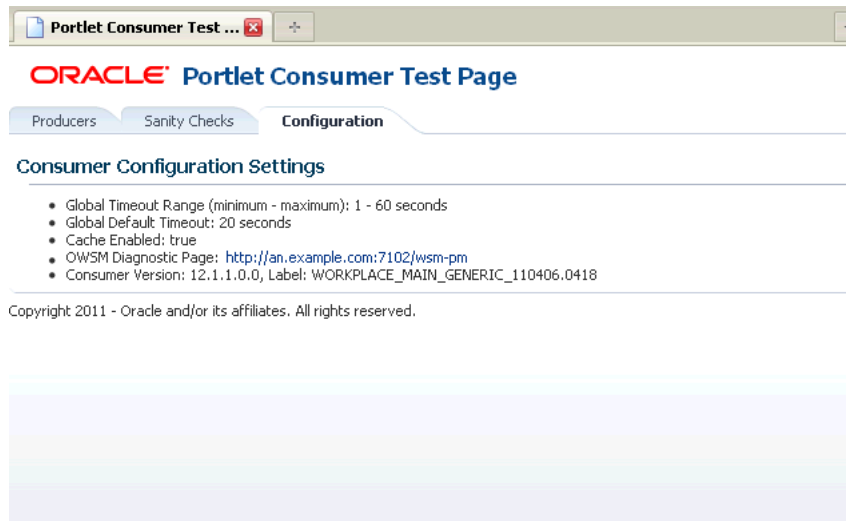 Portlet Consumer Test ...
ORACLE Portlet Consumer Test Page
Producers Sanity Checks Configuration
Consumer Configuration Settings
• Global Timeout Range (minimum - maximum): 1 - 60 seconds
• Global Default Timeout: 20 seconds
• Cache Enabled: true
• OWSM Diagnostic Page: http://an.example.com:7102/wsm-pm
• Consumer Version: 12.1.1.0.0, Label: WORKPLACE_MAIN_GENERIC_110406.0418
Copyright 2011 - Oracle and/or its affiliates. All rights reserved.